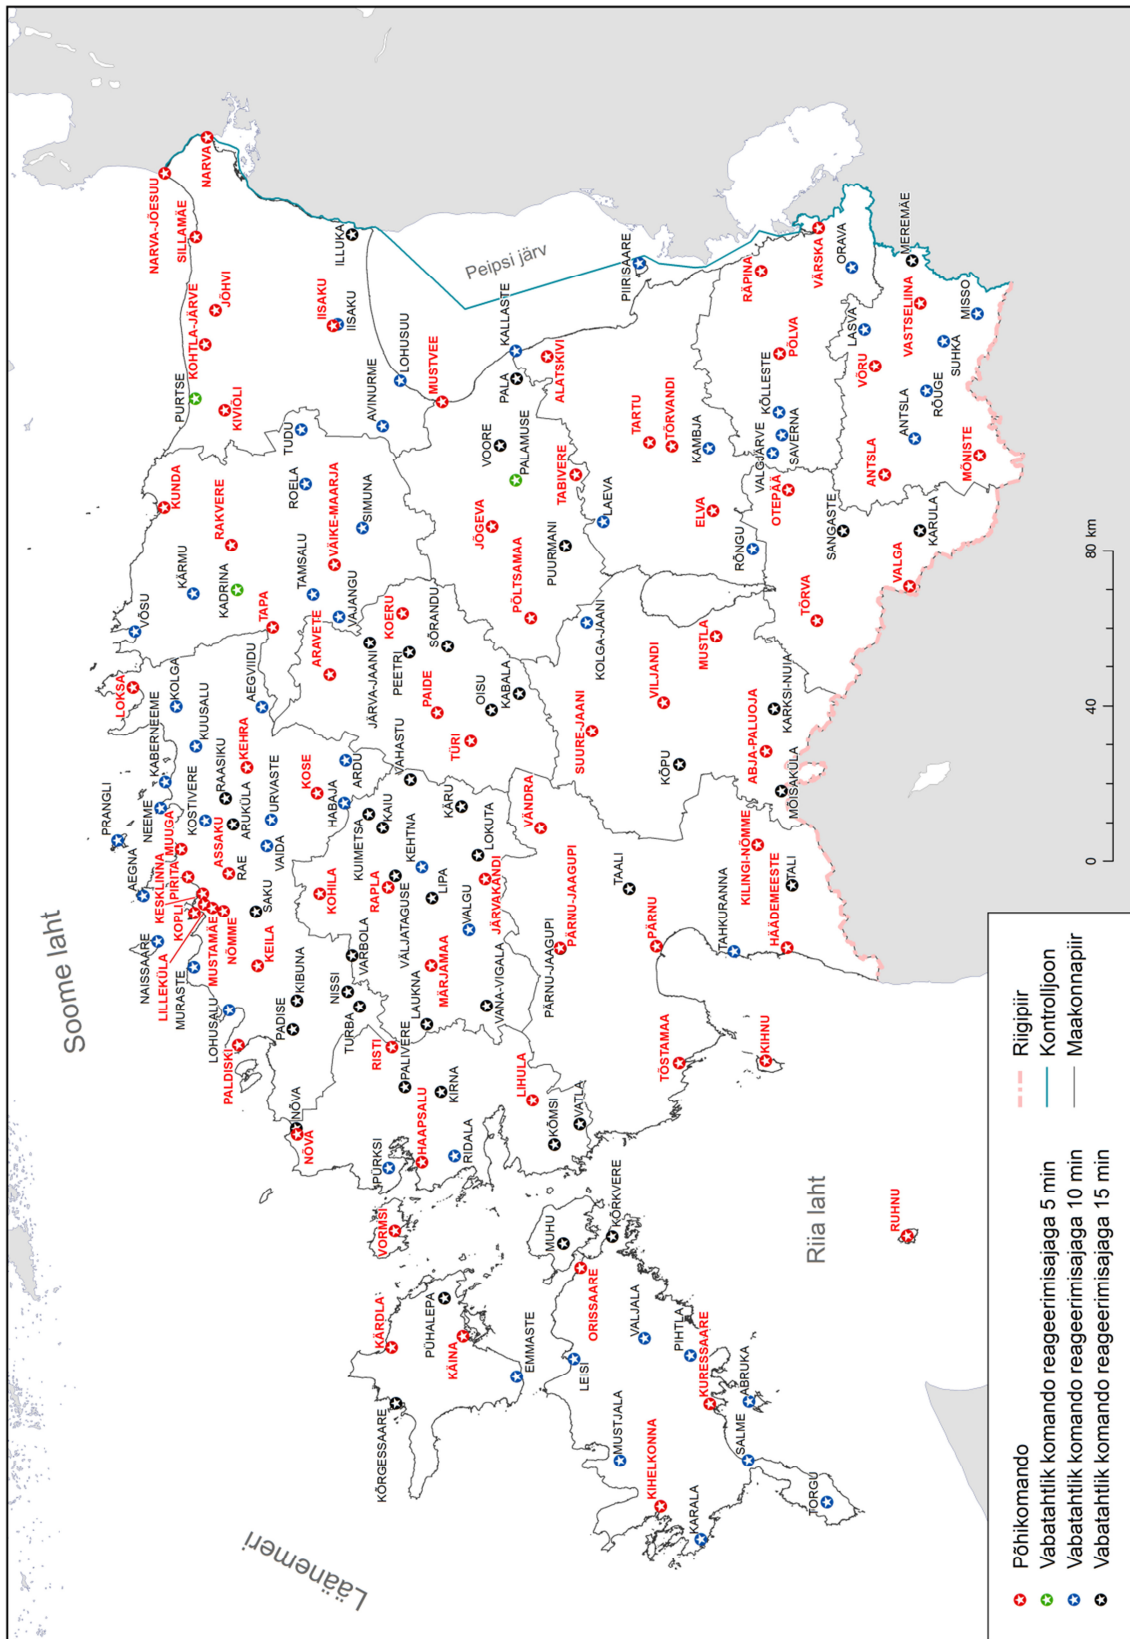 Soome laht
Läänemeri
Riia laht
Peipsi järv
NARVA-JÕESUU
NARVA
SILLAMÄE
KOHTLA-JÄRVE
JÕHVI
PURTSE
KIVIÕLI
ILLUKA
IISAKU
IISAKU
LOHUSUU
AVINURME
TUDU
KUNDA
RAKVERE
ROELA
VÄIKE-MAARJA
SIMUNA
KÄRMU
KADRINA
TAMSALU
VAJANGU
VÕSU
TAPA
LOKSA
KOLGA
KUUSALU
KABERNEEME
AEGVIIDU
KEHRA
RAASIKU
KOSTIVERE
ARUKÜLA
URVASTE
PRANGLI
NEEME
AEGNA
MUUGA
ASSAKU
RAE
VAIDA
KESKLINNA
PIRITA
KOPLI
LILLEKÜLA
MUSTAMÄE
NÕMME
SAKU
KEILA
NAISSAARE
MURASTE
LOHUSALU
KIBUNA
PADISE
PALDISKI
NÕVA
NÕVA
KOSE
ARDU
HABAJA
KOHILA
KUIMETSA
KAIU
KEHTNA
RAPLA
VÄLJATAGUSE
LIPA
VALGU
VARBOLA
NISSI
TURBA
LAUKNA
MÄRJAMAA
VANA-VIGALA
JÄRVAKANDI
LOKUTA
KÄRU
VAHASTU
ARAVETE
KOERU
JÄRVA-JAANI
PEETRI
SÕRANDU
PAIDE
OISU
KABALA
TÜRI
RISTI
PALIVERE
KIRNA
HAAPSALU
RIDALA
PÜRKSI
VORMSI
LIHULA
KÕMSI
VATLA
KÄRDLA
PÜHALEPA
KÄINA
KÕRGESSAARE
EMMASTE
MUHU
KÕRKVERE
ORISSAARE
LEISI
VALJALA
PIHTLA
KURESSAARE
ABRUKA
SALME
MUSTJALA
KIHELKONNA
KARALA
TORGU
RUHNU
KIHNU
TÕSTAMAA
PÄRNU
PÄRNU-JAAGUPI
PÄRNU-JAAGUPI
VÄNDRA
TAALI
TAHKURANNA
HÄÄDEMEESTE
KILINGI-NÕMME
TALI
SUURE-JAANI
VILJANDI
KOLGA-JAANI
KÕPU
MUSTLA
ABJA-PALUOJA
KARKSI-NUIA
MÕISAKÜLA
MUSTVEE
KALLASTE
PALA
ALATSKIVI
VOORE
PALAMUSE
TABIVERE
JÕGEVA
PUURMANI
PÕLTSAMAA
LAEVA
TARTU
TÕRVANDI
KAMBJA
ELVA
RÕNGU
PIIRISAARE
RÄPINA
VÄRSKA
ORAVA
MEREMÄE
PÕLVA
KÕLLESTE
SAVERNA
VALGJÄRVE
OTEPÄÄ
SANGASTE
KARULA
VALGA
TÕRVA
LASVA
VÕRU
VASTSELIINA
MISSO
SUHKA
RÕUGE
ANTSLA
ANTSLA
MÕNISTE
0
40
80 km
Põhikomando
Vabatahtlik komando reageerimisajaga 5 min
Vabatahtlik komando reageerimisajaga 10 min
Vabatahtlik komando reageerimisajaga 15 min
Riigipiir
Kontrolljoon
Maakonnapiir